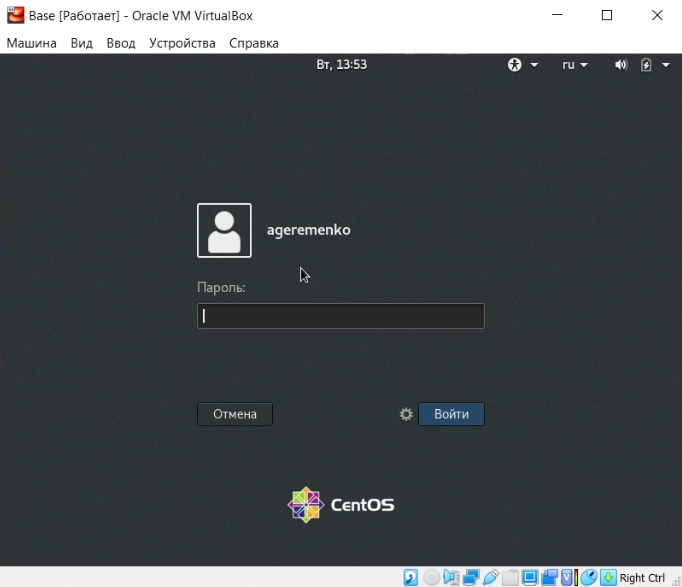 Base [Работает] - Oracle VM VirtualBox
Машина Вид Ввод Устройства Справка
Вт, 13:53 ru
ageremenko
Пароль:
Отмена Войти
CentOS
Right Ctrl